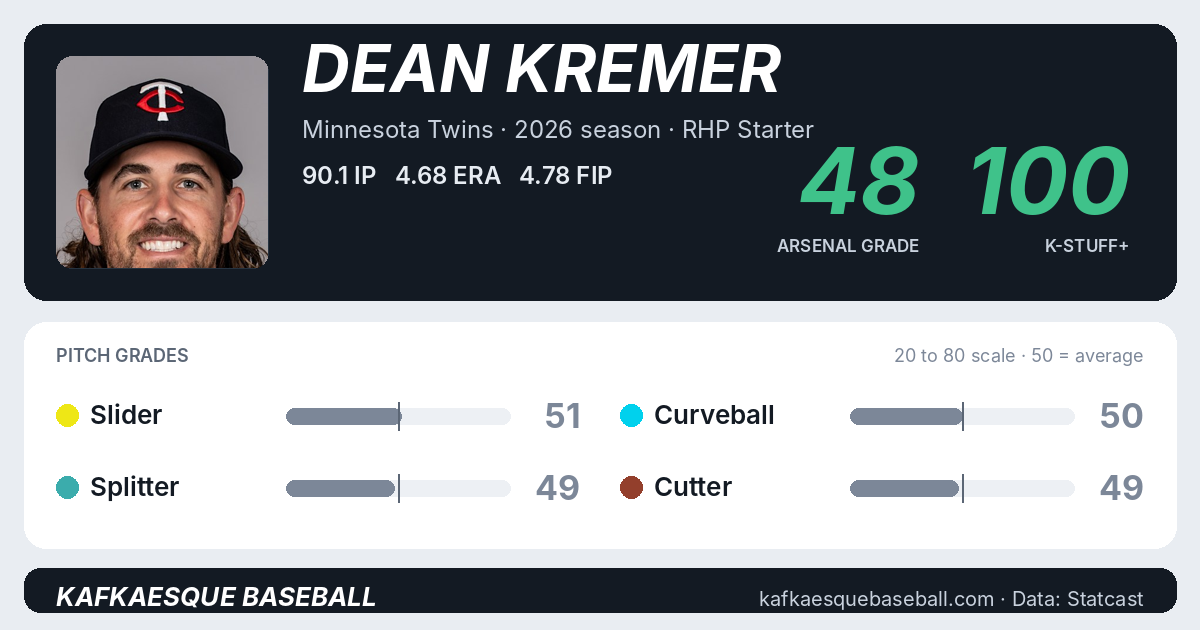 DEAN KREMER
Minnesota Twins · 2026 season · RHP Starter
90.1 IP 4.68 ERA 4.78 FIP
48 100
ARSENAL GRADE K-STUFF+
PITCH GRADES 20 to 80 scale · 50 = average
Slider 51 Curveball 50
Splitter 49 Cutter 49
KAFKAESQUE BASEBALL kafkaesquebaseball.com · Data: Statcast